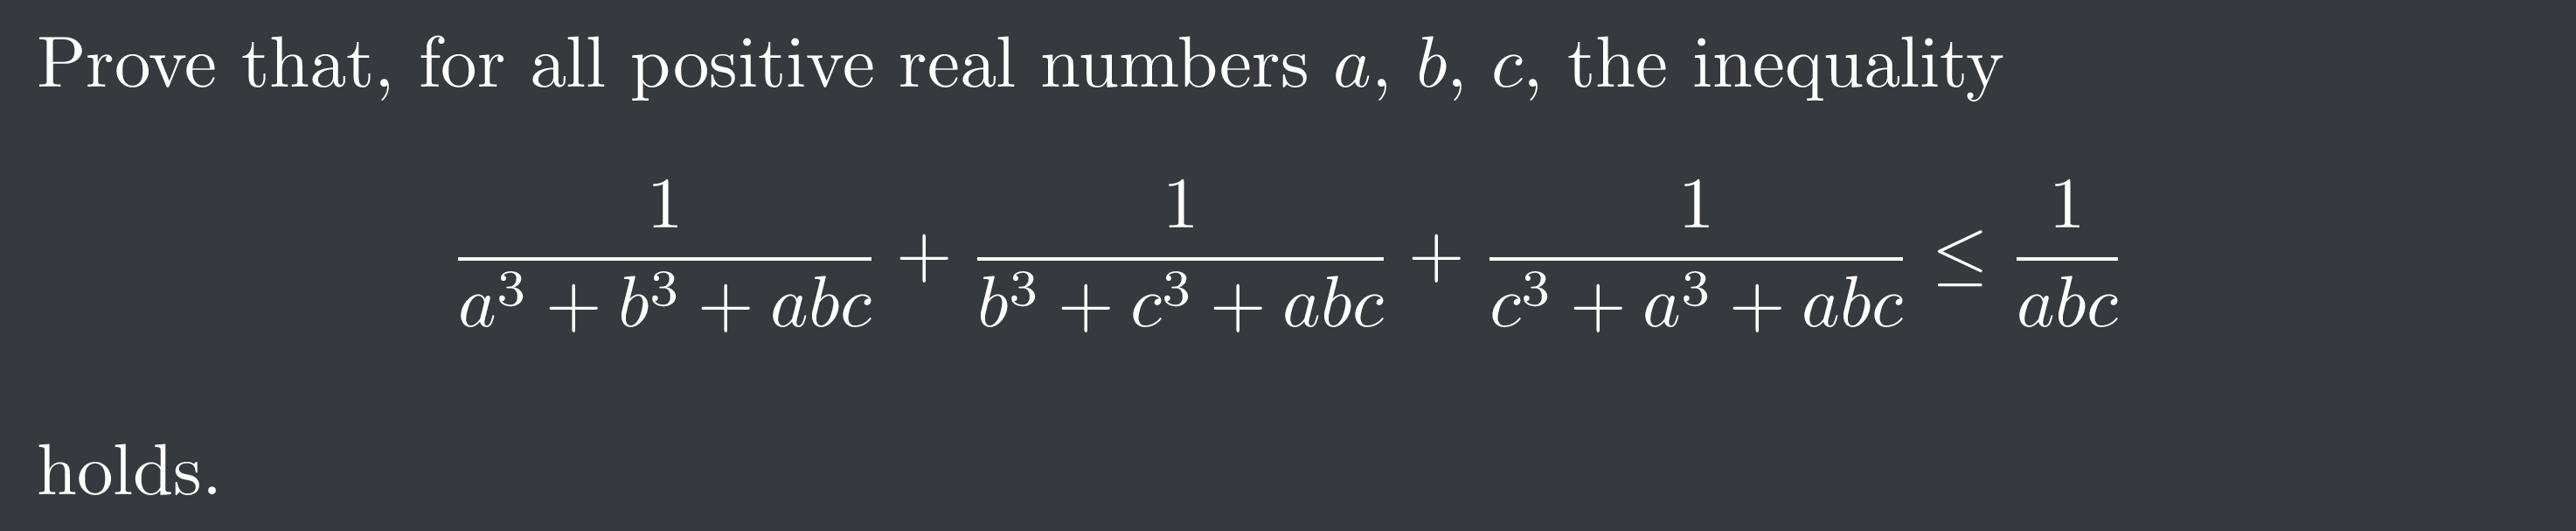 Prove that, for all positive real numbers a, b, c, the inequality
1/(a³ + b³ + abc) + 1/(b³ + c³ + abc) + 1/(c³ + a³ + abc) ≤ 1/(abc)
holds.